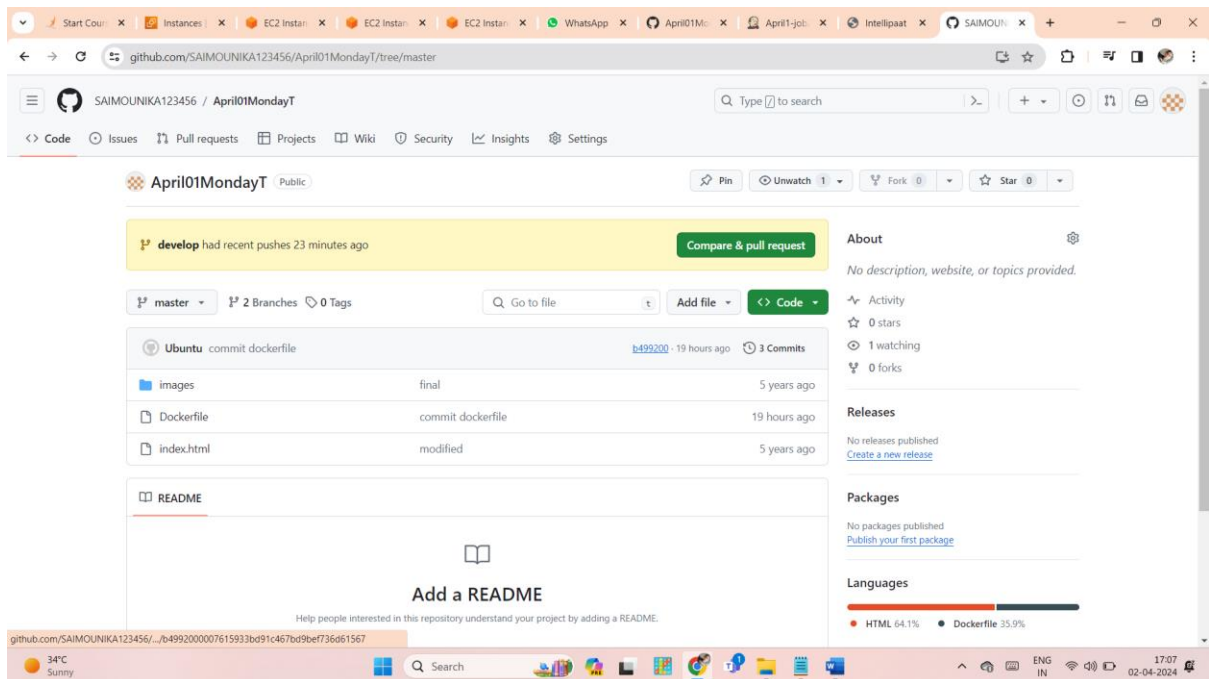 Start Cour
Instances
EC2 Instan
EC2 Instan
EC2 Instan
WhatsApp
April01Mo
April1-job
Intellipaat
SAIMOUN
github.com/SAIMOUNIKA123456/April01MondayT/tree/master
SAIMOUNIKA123456 / April01MondayT
Type / to search
<> Code Issues Pull requests Projects Wiki Security Insights Settings
April01MondayT Public
Pin Unwatch 1 Fork 0 Star 0
develop had recent pushes 23 minutes ago
Compare & pull request
master 2 Branches 0 Tags
Go to file t
Add file <> Code
Ubuntu commit dockerfile b499200 · 19 hours ago 3 Commits
images final 5 years ago
Dockerfile commit dockerfile 19 hours ago
index.html modified 5 years ago
README
Add a README
Help people interested in this repository understand your project by adding a README.
About
No description, website, or topics provided.
Activity
0 stars
1 watching
0 forks
Releases
No releases published
Create a new release
Packages
No packages published
Publish your first package
Languages
HTML 64.1% Dockerfile 35.9%
github.com/SAIMOUNIKA123456/.../b4992000007615933bd91c467bd9bef736d61567
34°C
Sunny
Search
ENG
IN
17:07
02-04-2024